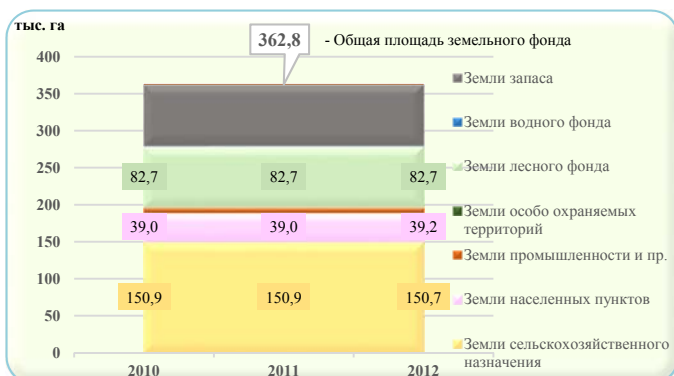 тыс. га
362,8 - Общая площадь земельного фонда
400
350
300
250
200
150
100
50
0
82,7 82,7 82,7
39,0 39,0 39,2
150,9 150,9 150,7
2010 2011 2012
Земли запаса
Земли водного фонда
Земли лесного фонда
Земли особо охраняемых
территорий
Земли промышленности и пр.
Земли населенных пунктов
Земли сельскохозяйственного
назначения